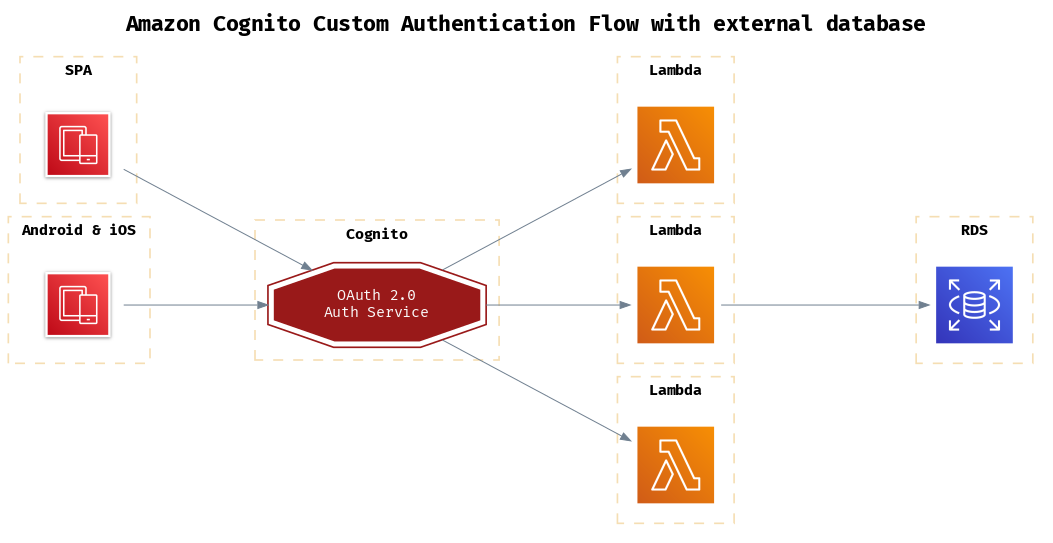 Amazon Cognito Custom Authentication Flow with external database
SPA
Lambda
Android & iOS
Cognito
OAuth 2.0
Auth Service
Lambda
RDS
Lambda